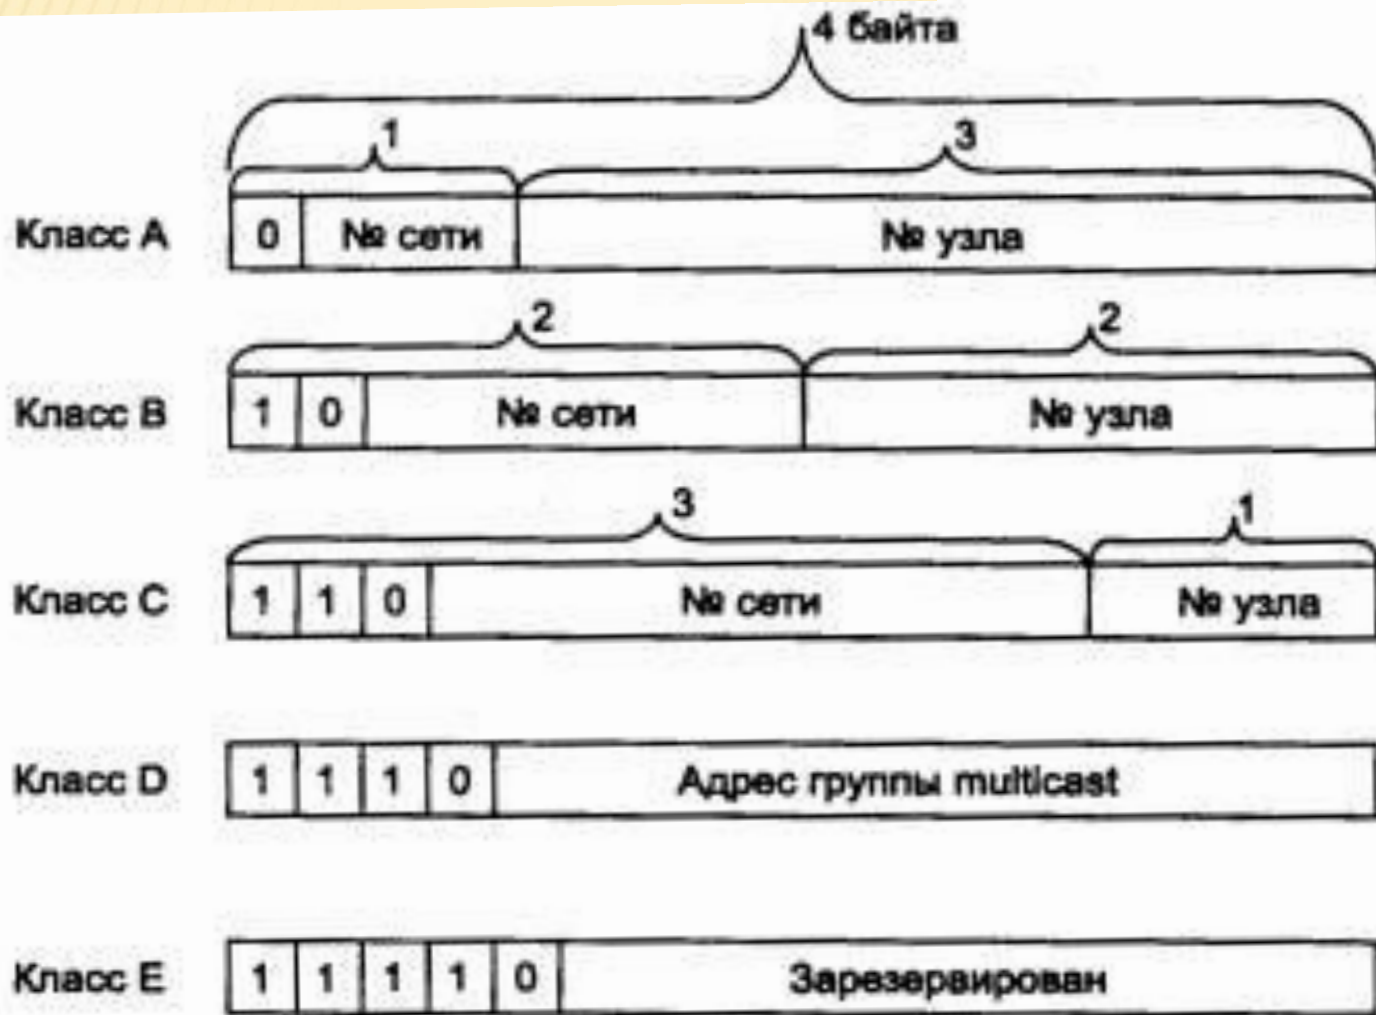 4 байта
1 3
Класс A 0 № сети № узла
2 2
Класс B 1 0 № сети № узла
3 1
Класс C 1 1 0 № сети № узла
Класс D 1 1 1 0 Адрес группы multicast
Класс E 1 1 1 1 0 Зарезервирован